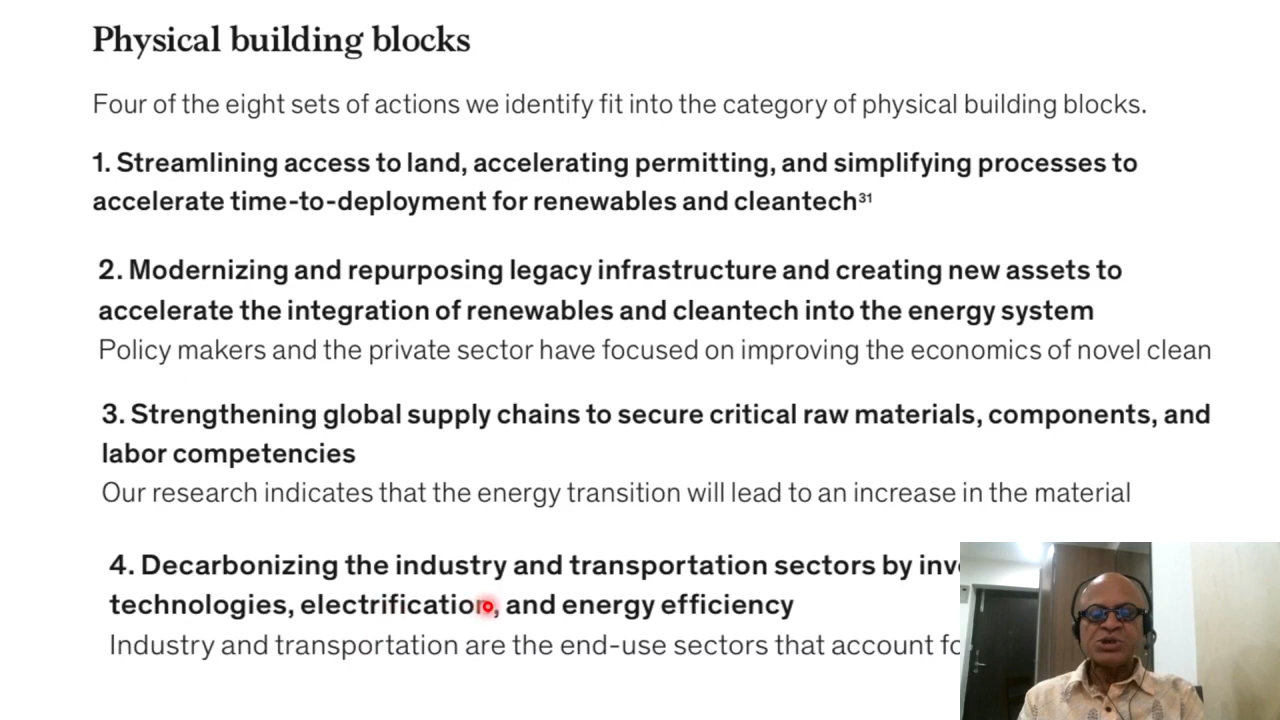 Physical building blocks
Four of the eight sets of actions we identify fit into the category of physical building blocks.
1. Streamlining access to land, accelerating permitting, and simplifying processes to
accelerate time-to-deployment for renewables and cleantech³¹
2. Modernizing and repurposing legacy infrastructure and creating new assets to
accelerate the integration of renewables and cleantech into the energy system
Policy makers and the private sector have focused on improving the economics of novel clean
3. Strengthening global supply chains to secure critical raw materials, components, and
labor competencies
Our research indicates that the energy transition will lead to an increase in the material
4. Decarbonizing the industry and transportation sectors by
technologies, electrification, and energy efficiency
Industry and transportation are the end-use sectors that account